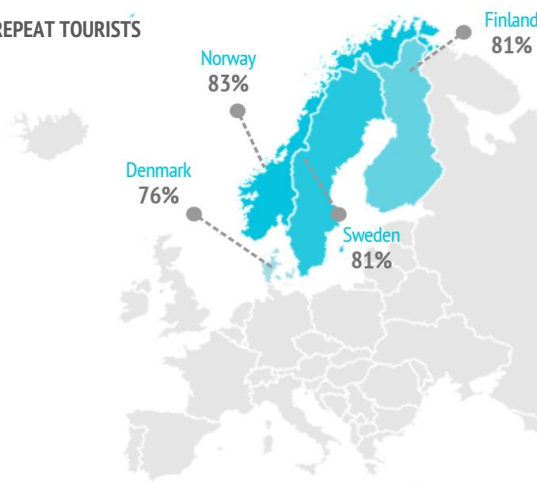 REPEAT TOURISTS
Finland
81%
Norway
83%
Denmark
76%
Sweden
81%